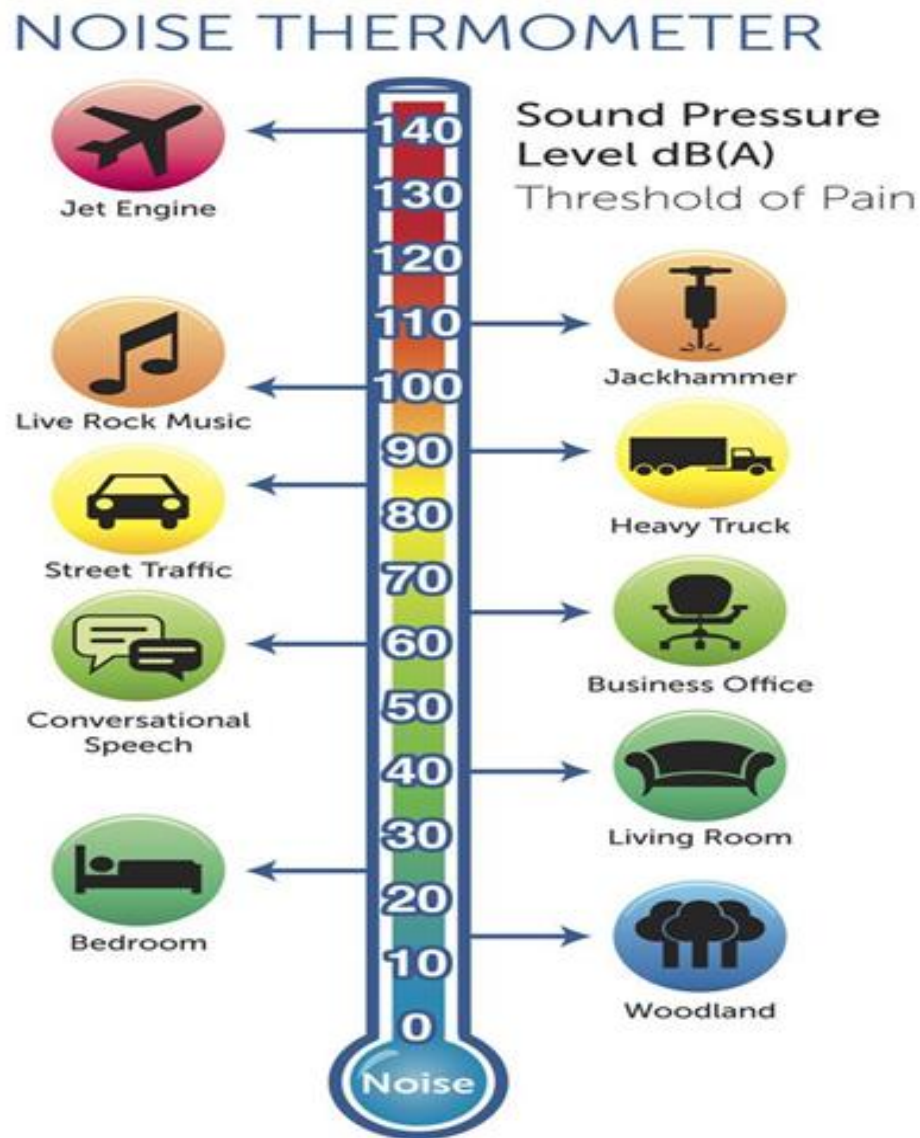 NOISE THERMOMETER
Sound Pressure
Level dB(A)
Threshold of Pain
140
130
120
110
100
90
80
70
60
50
40
30
20
10
0
Noise
Jet Engine
Live Rock Music
Street Traffic
Conversational
Speech
Bedroom
Jackhammer
Heavy Truck
Business Office
Living Room
Woodland